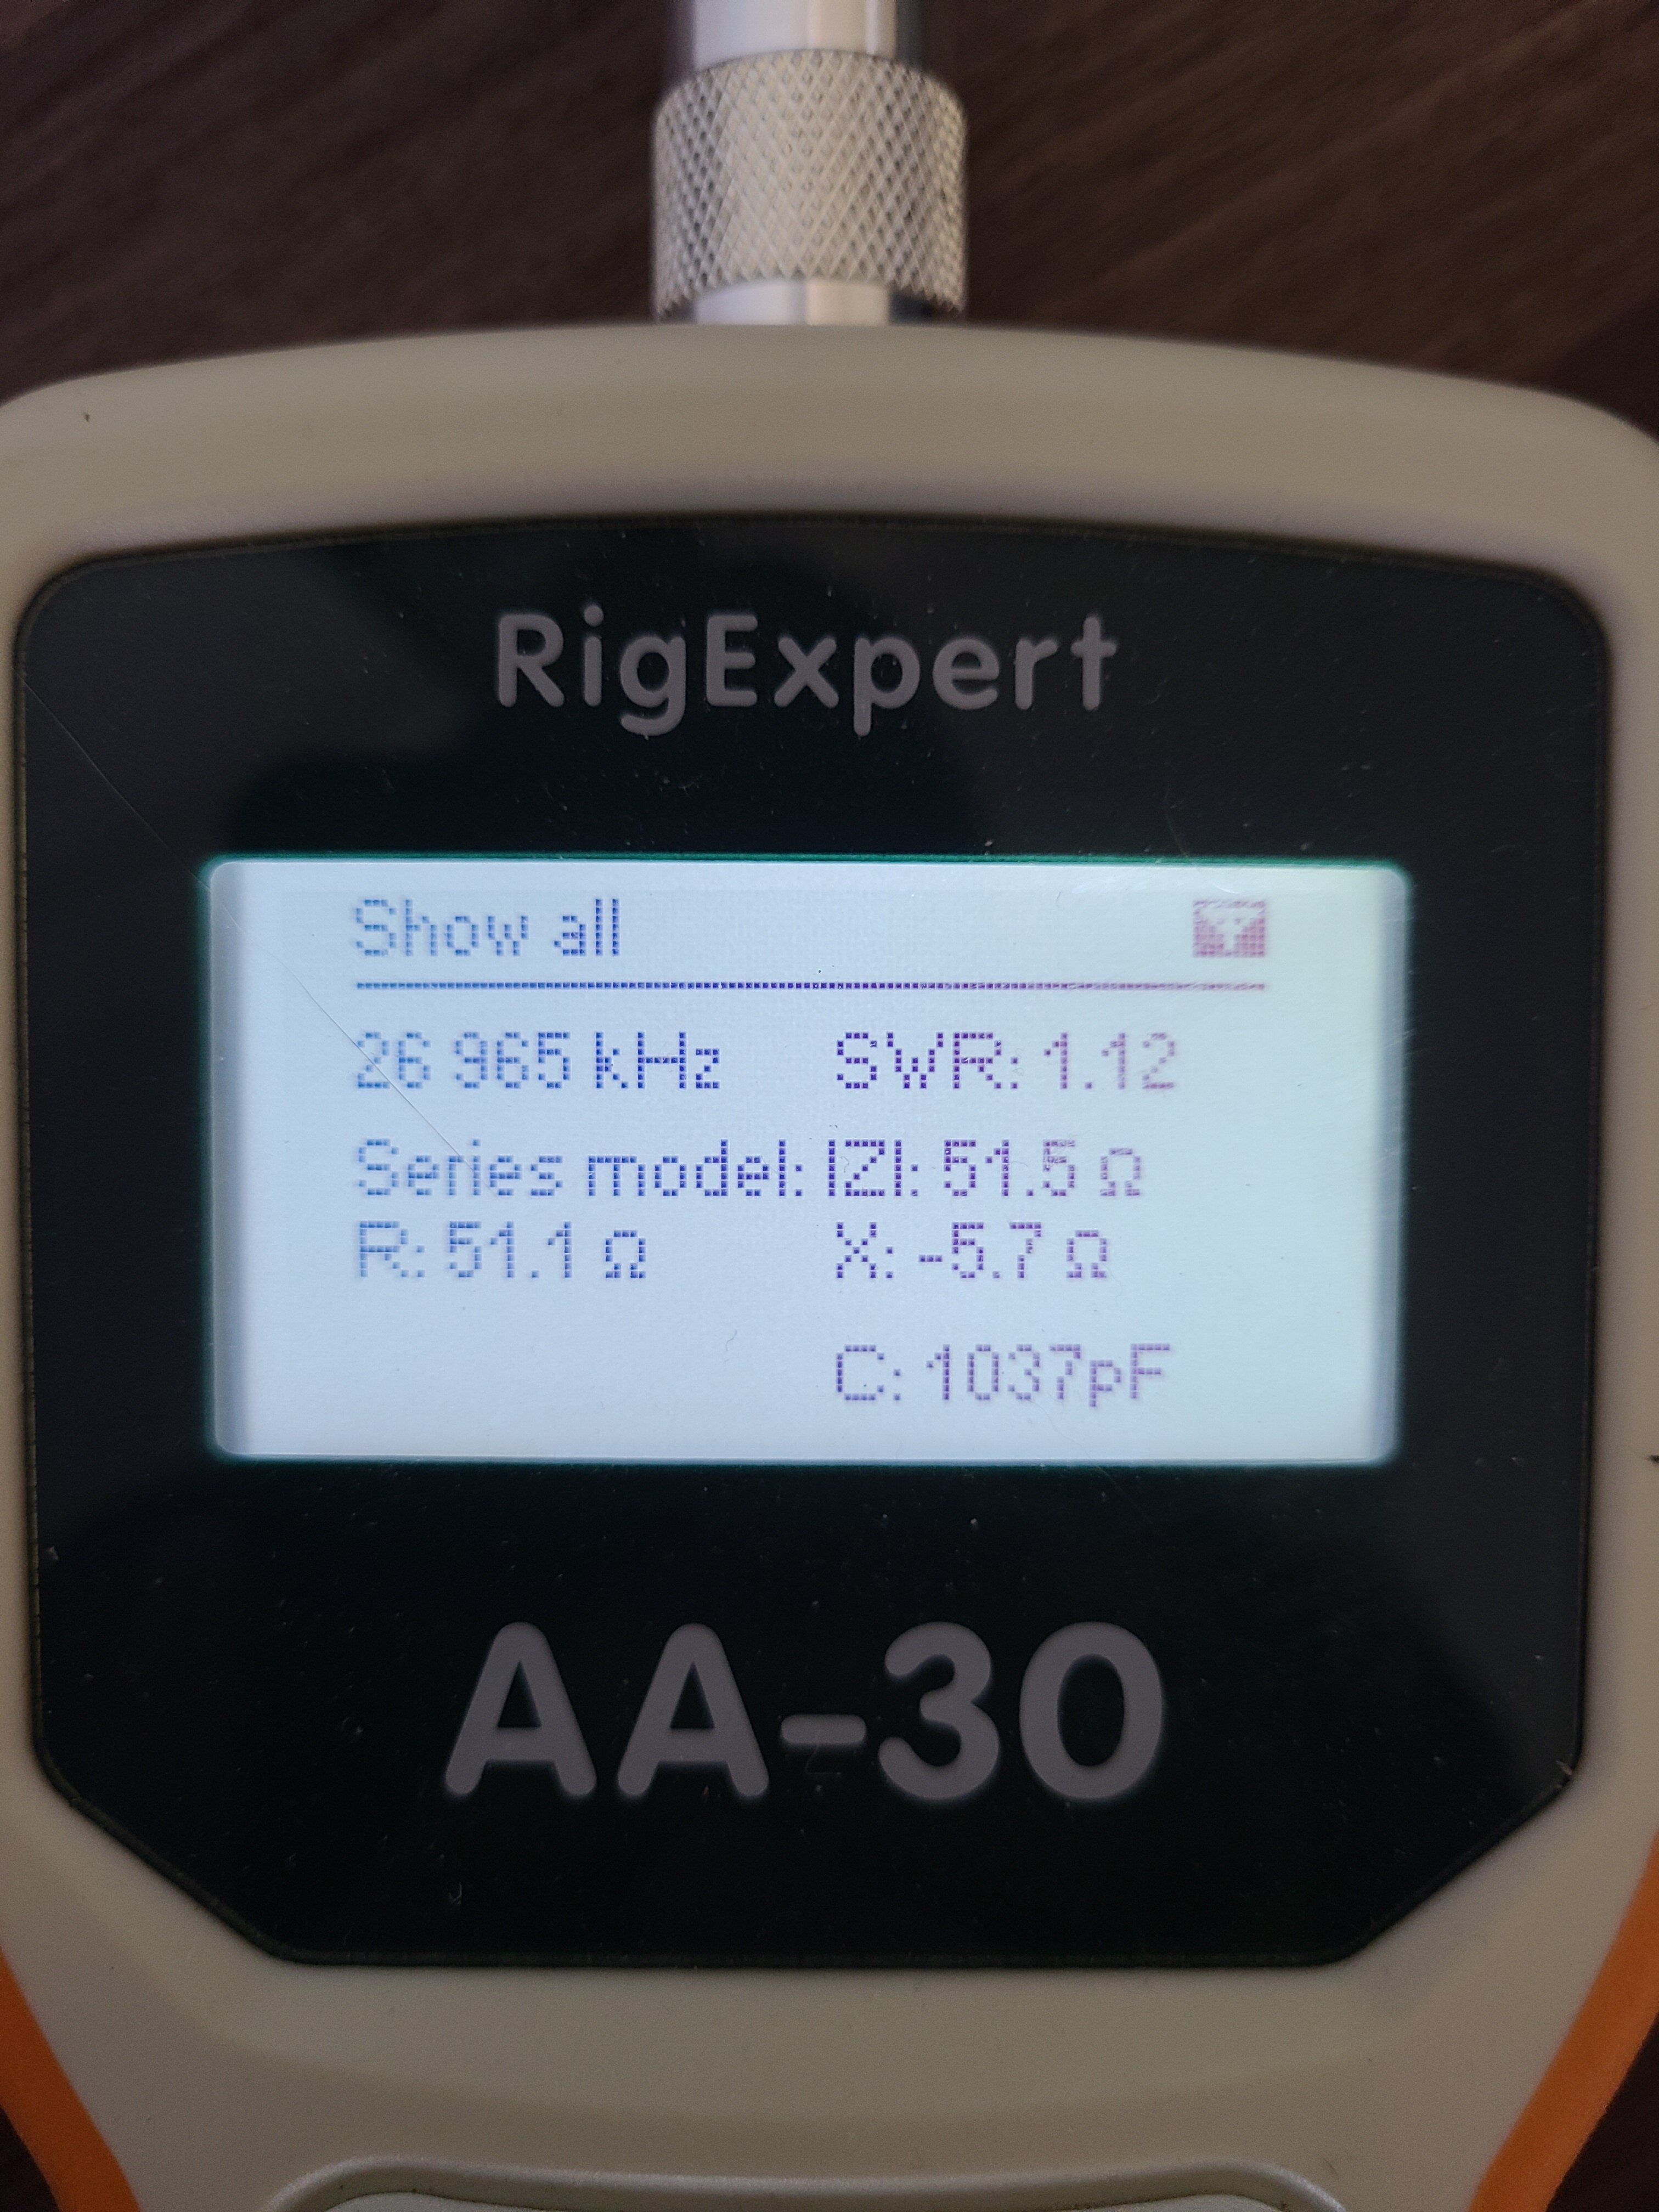 RigExpert
Show all
26 965 kHz SWR: 1.12
Series model: |Z|: 51.5 Ω
R: 51.1 Ω X: -5.7 Ω
C: 1037pF
AA-30